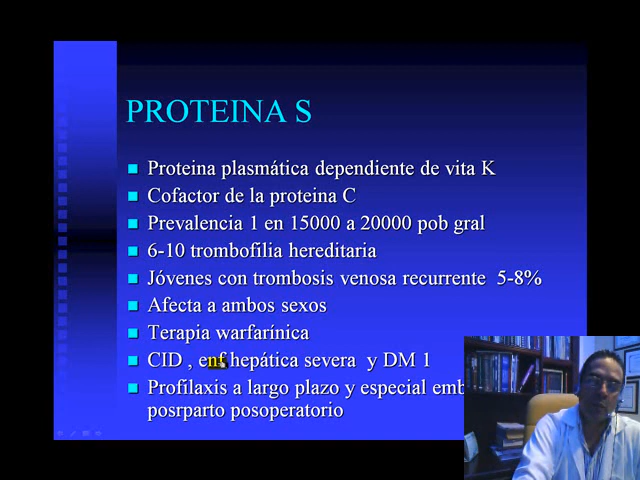 PROTEINA S
Proteina plasmática dependiente de vita K
Cofactor de la proteina C
Prevalencia 1 en 15000 a 20000 pob gral
6-10 trombofilia hereditaria
Jóvenes con trombosis venosa recurrente 5-8%
Afecta a ambos sexos
Terapia warfarínica
CID , enf hepática severa y DM 1
Profilaxis a largo plazo y especial emb
posrparto posoperatorio